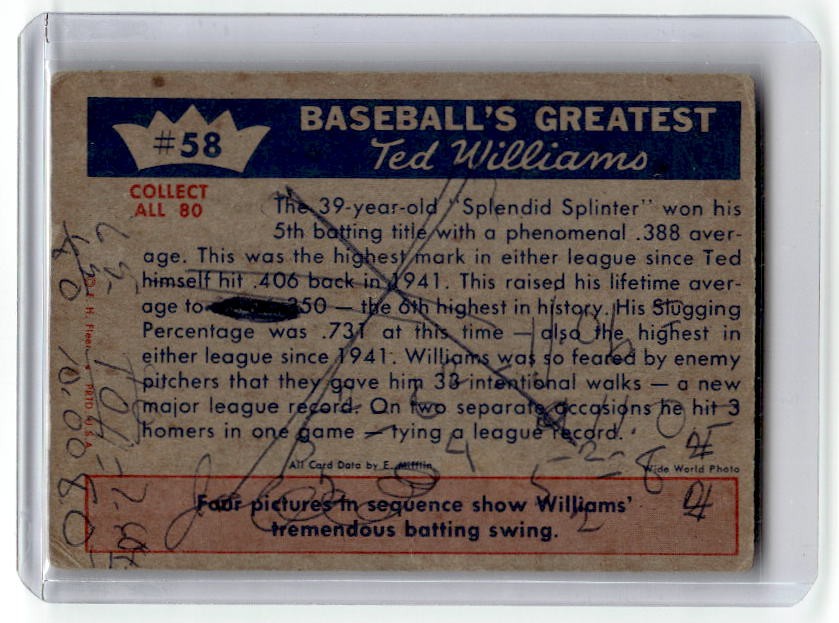 #58
BASEBALL'S GREATEST
Ted Williams
COLLECT
ALL 80
The 39-year-old "Splendid Splinter" won his
5th batting title with a phenomenal .388 aver-
age. This was the highest mark in either league since Ted
himself hit .406 back in 1941. This raised his lifetime aver-
age to 350 — the 6th highest in history. His Slugging
Percentage was .731 at this time — also the highest in
either league since 1941. Williams was so feared by enemy
pitchers that they gave him 33 intentional walks — a new
major league record. On two separate occasions he hit 3
homers in one game — tying a league record.
All Card Data by E. Mifflin
Wide World Photo
Four pictures in sequence show Williams'
tremendous batting swing.
PRTD. U.S.A.